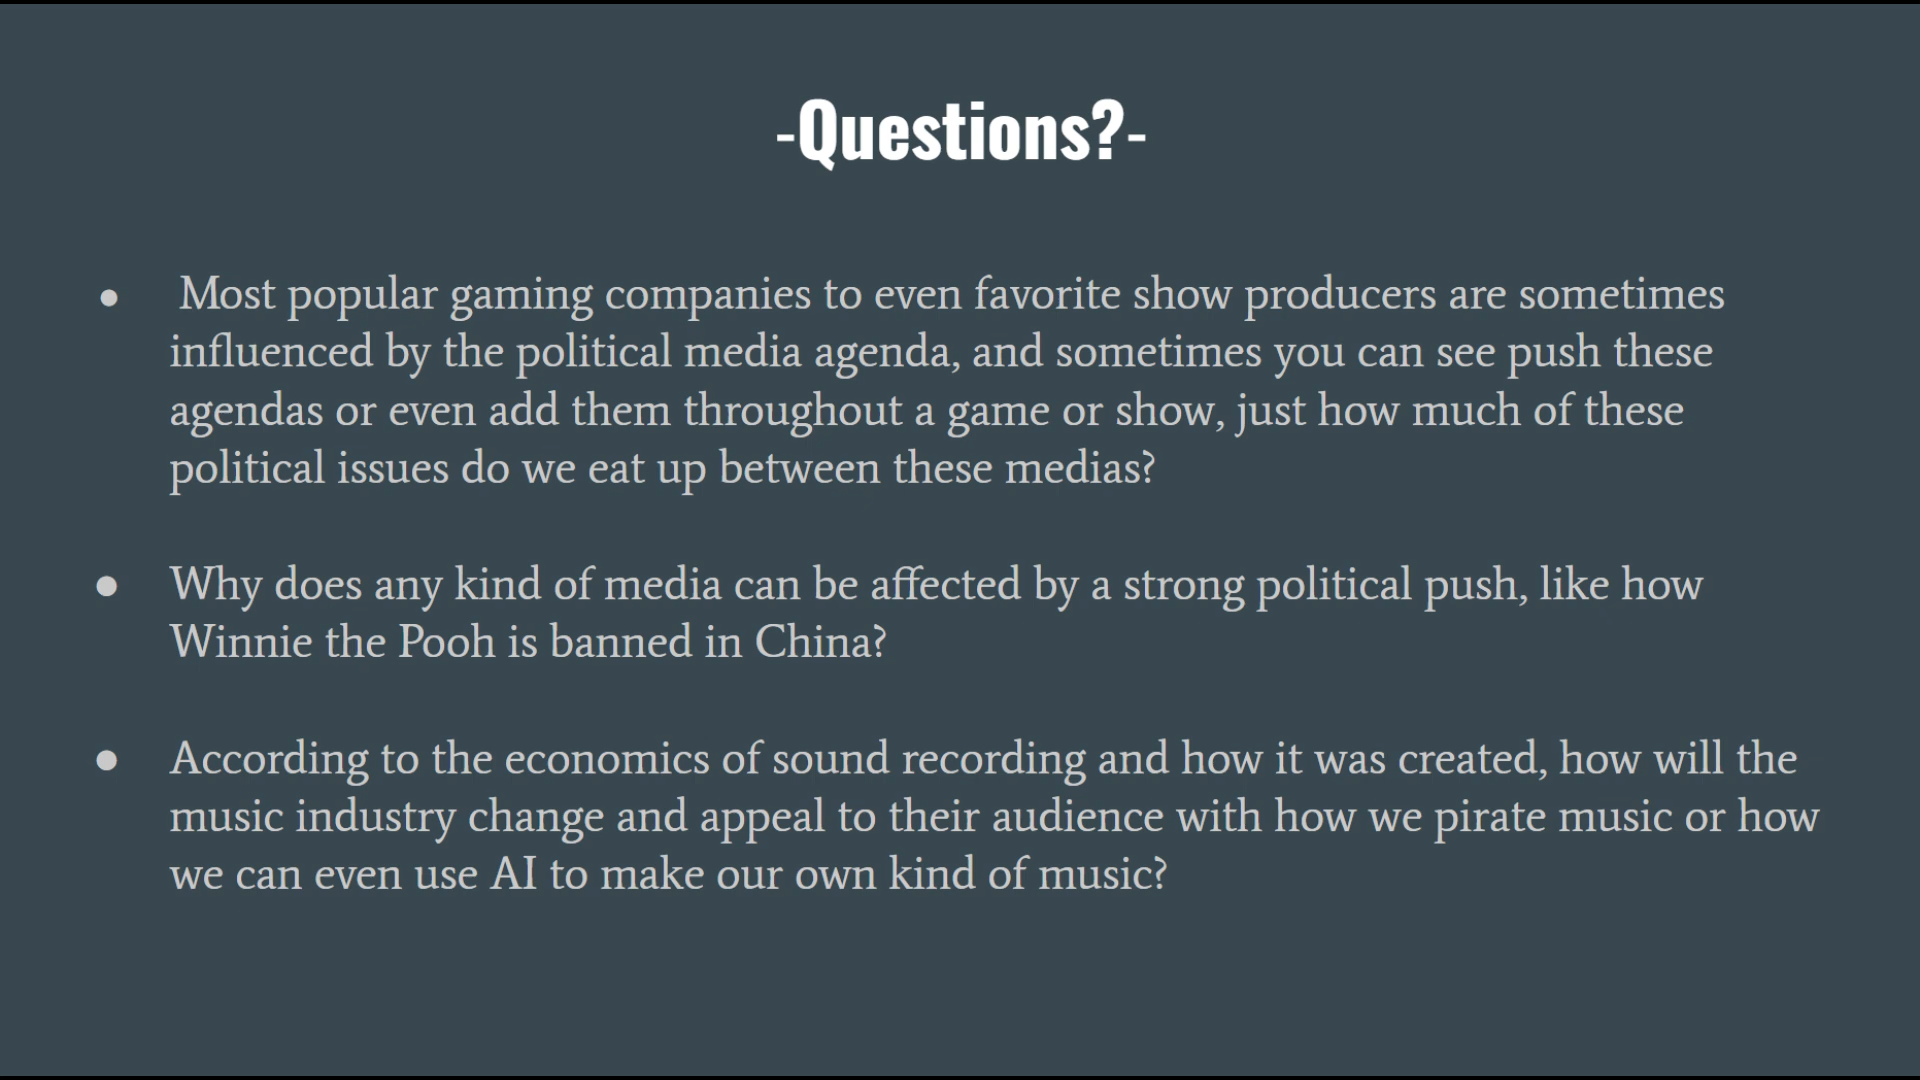 -Questions?-
● Most popular gaming companies to even favorite show producers are sometimes
influenced by the political media agenda, and sometimes you can see push these
agendas or even add them throughout a game or show, just how much of these
political issues do we eat up between these medias?
● Why does any kind of media can be affected by a strong political push, like how
Winnie the Pooh is banned in China?
● According to the economics of sound recording and how it was created, how will the
music industry change and appeal to their audience with how we pirate music or how
we can even use AI to make our own kind of music?